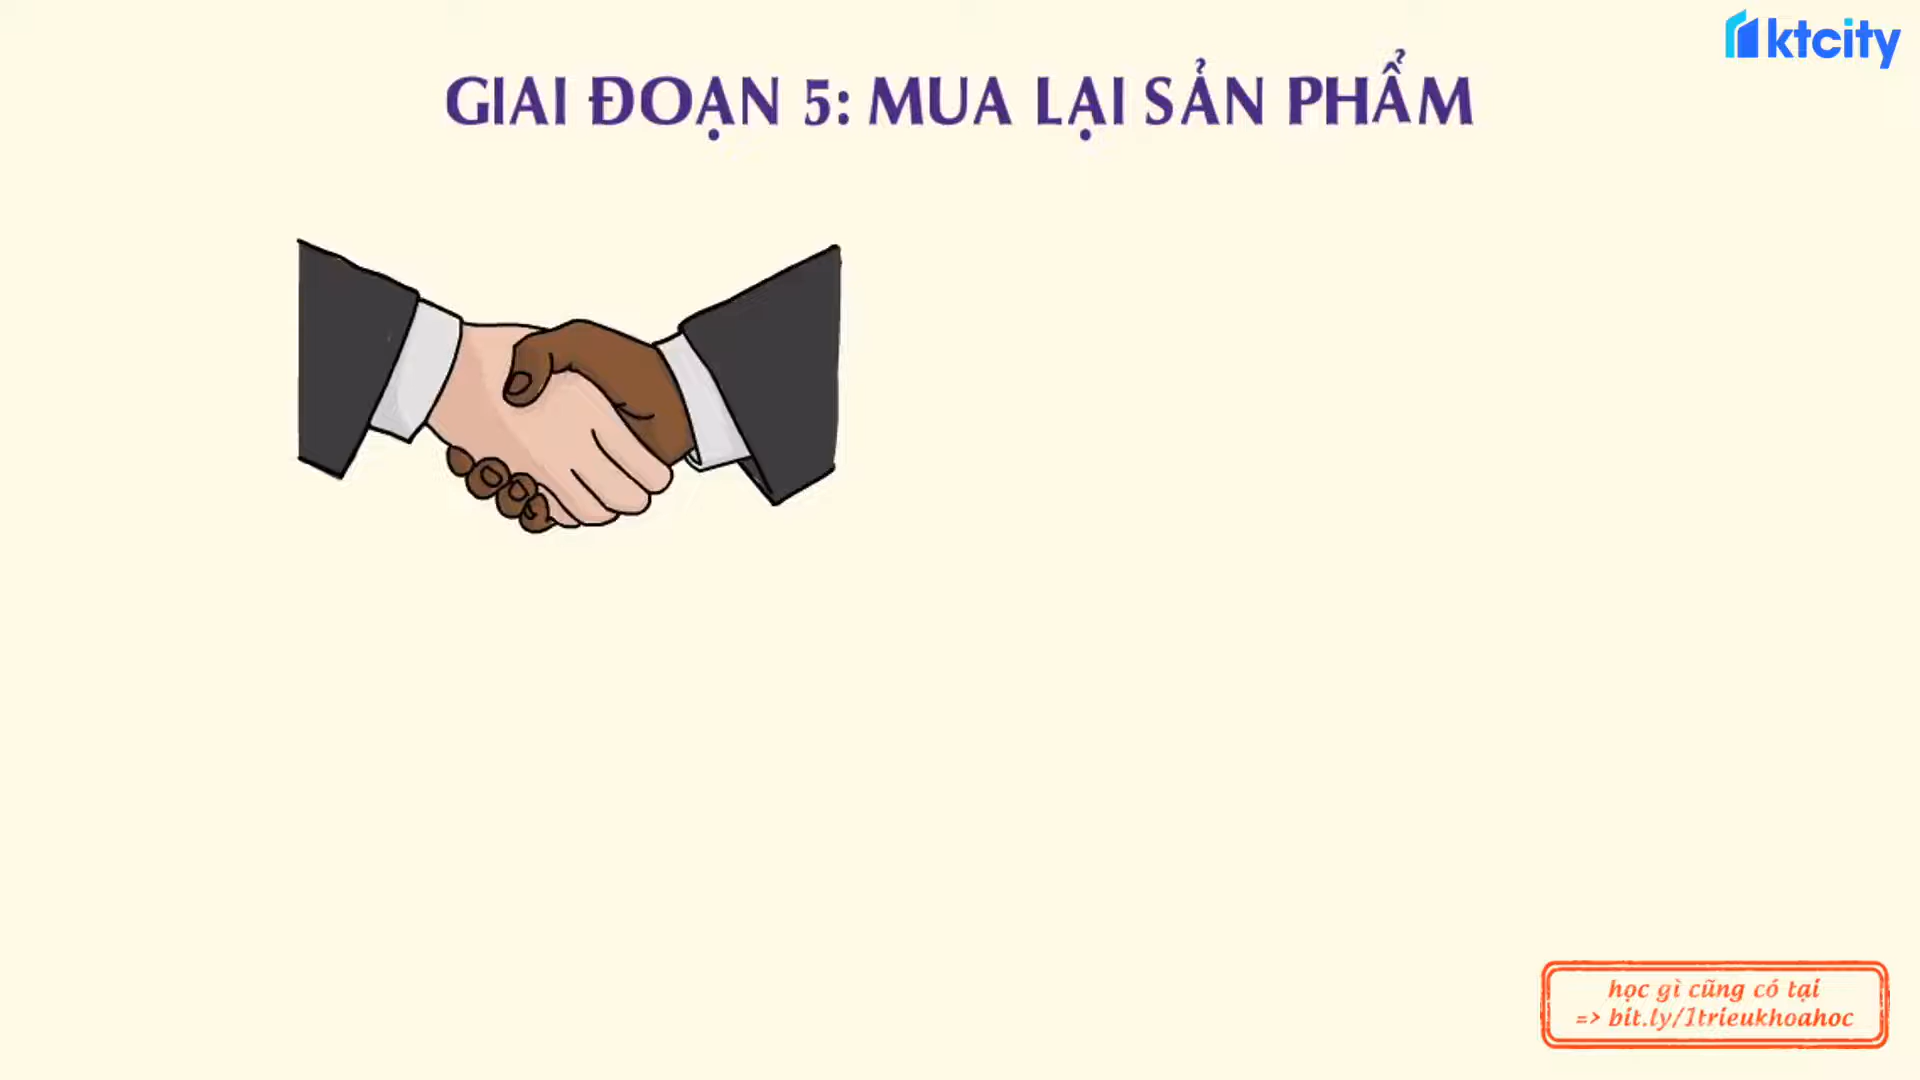 ktcity
GIAI ĐOẠN 5: MUA LẠI SẢN PHẨM
học gì cũng có tại
=> bit.ly/1trieukhoahoc